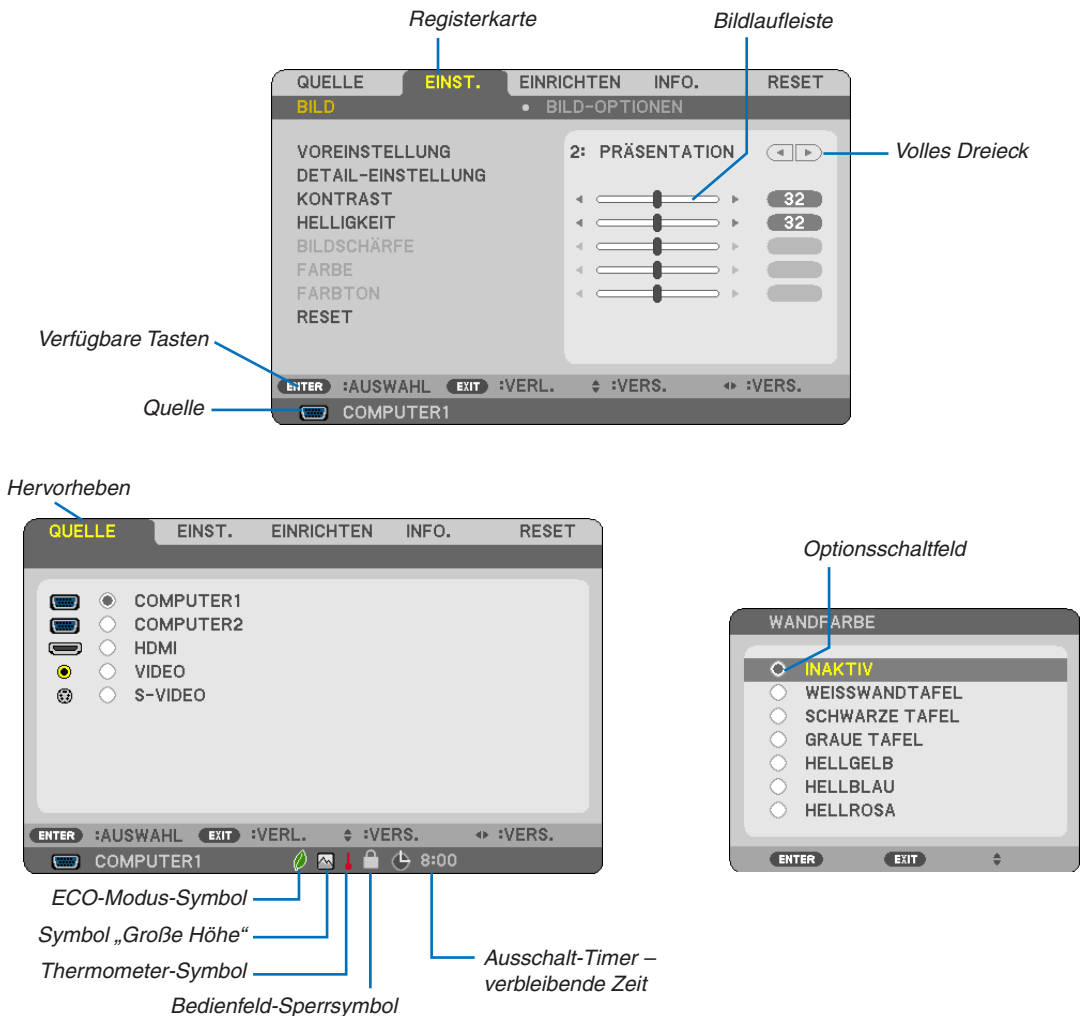 Registerkarte
Bildlaufleiste
QUELLE EINST. EINRICHTEN INFO. RESET
BILD • BILD-OPTIONEN
VOREINSTELLUNG 2: PRÄSENTATION
Volles Dreieck
DETAIL-EINSTELLUNG
KONTRAST 32
HELLIGKEIT 32
BILDSCHÄRFE
FARBE
FARBTON
RESET
Verfügbare Tasten
ENTER :AUSWAHL EXIT :VERL. :VERS. :VERS.
Quelle
COMPUTER1
Hervorheben
QUELLE EINST. EINRICHTEN INFO. RESET
COMPUTER1
COMPUTER2
HDMI
VIDEO
S-VIDEO
ENTER :AUSWAHL EXIT :VERL. :VERS. :VERS.
COMPUTER1 8:00
ECO-Modus-Symbol
Symbol „Große Höhe“
Thermometer-Symbol
Bedienfeld-Sperrsymbol
Ausschalt-Timer –
verbleibende Zeit
Optionsschaltfeld
WANDFARBE
INAKTIV
WEISSWANDTAFEL
SCHWARZE TAFEL
GRAUE TAFEL
HELLGELB
HELLBLAU
HELLROSA
ENTER EXIT